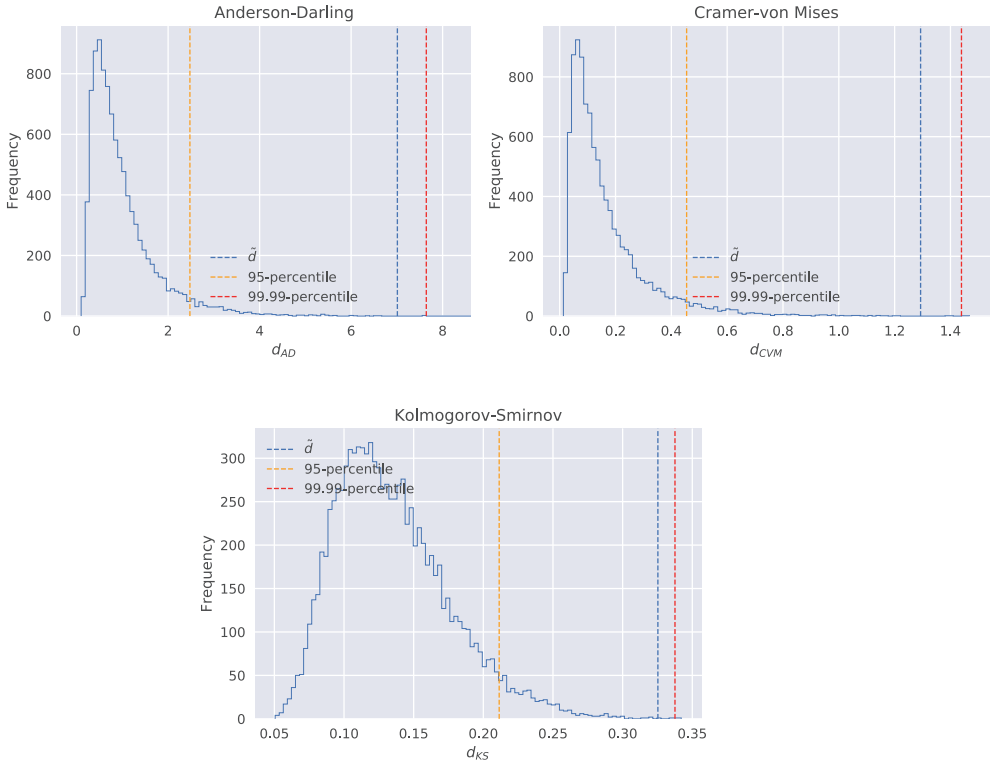 Anderson-Darling
Frequency
800
600
400
200
0
0 2 4 6 8
d̃
95-percentile
99.99-percentile
d_AD
Cramer-von Mises
Frequency
800
600
400
200
0
0.0 0.2 0.4 0.6 0.8 1.0 1.2 1.4
d̃
95-percentile
99.99-percentile
d_CVM
Kolmogorov-Smirnov
Frequency
300
250
200
150
100
50
0
0.05 0.10 0.15 0.20 0.25 0.30 0.35
d̃
95-percentile
99.99-percentile
d_KS